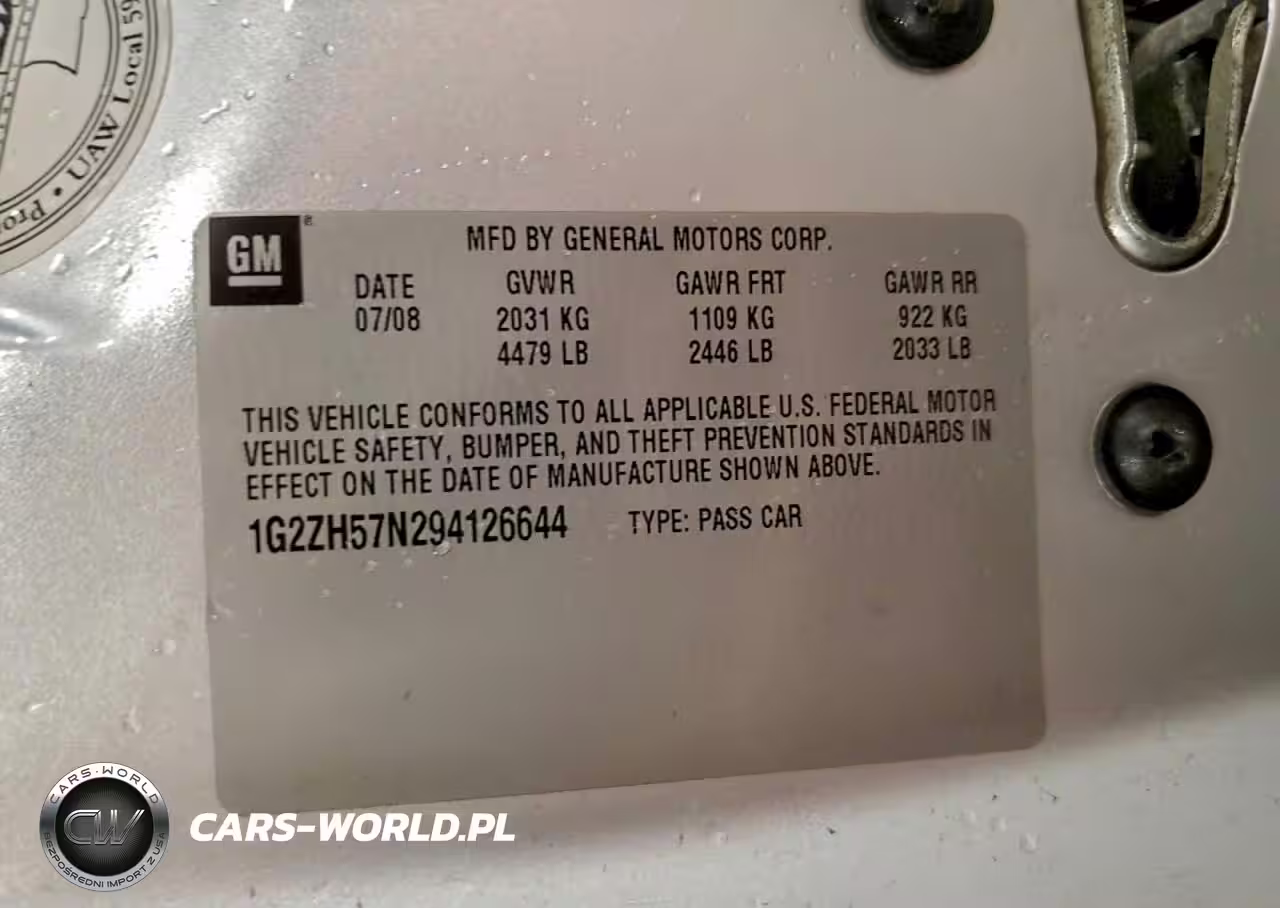 UAW Local 59
GM
®
MFD BY GENERAL MOTORS CORP.
DATE GVWR GAWR FRT GAWR RR
07/08 2031 KG 1109 KG 922 KG
4479 LB 2446 LB 2033 LB
THIS VEHICLE CONFORMS TO ALL APPLICABLE U.S. FEDERAL MOTOR
VEHICLE SAFETY, BUMPER, AND THEFT PREVENTION STANDARDS IN
EFFECT ON THE DATE OF MANUFACTURE SHOWN ABOVE.
1G2ZH57N294126644 TYPE: PASS CAR
CARS-WORLD
CW
BEZPOŚREDNI IMPORT Z USA
CARS-WORLD.PL